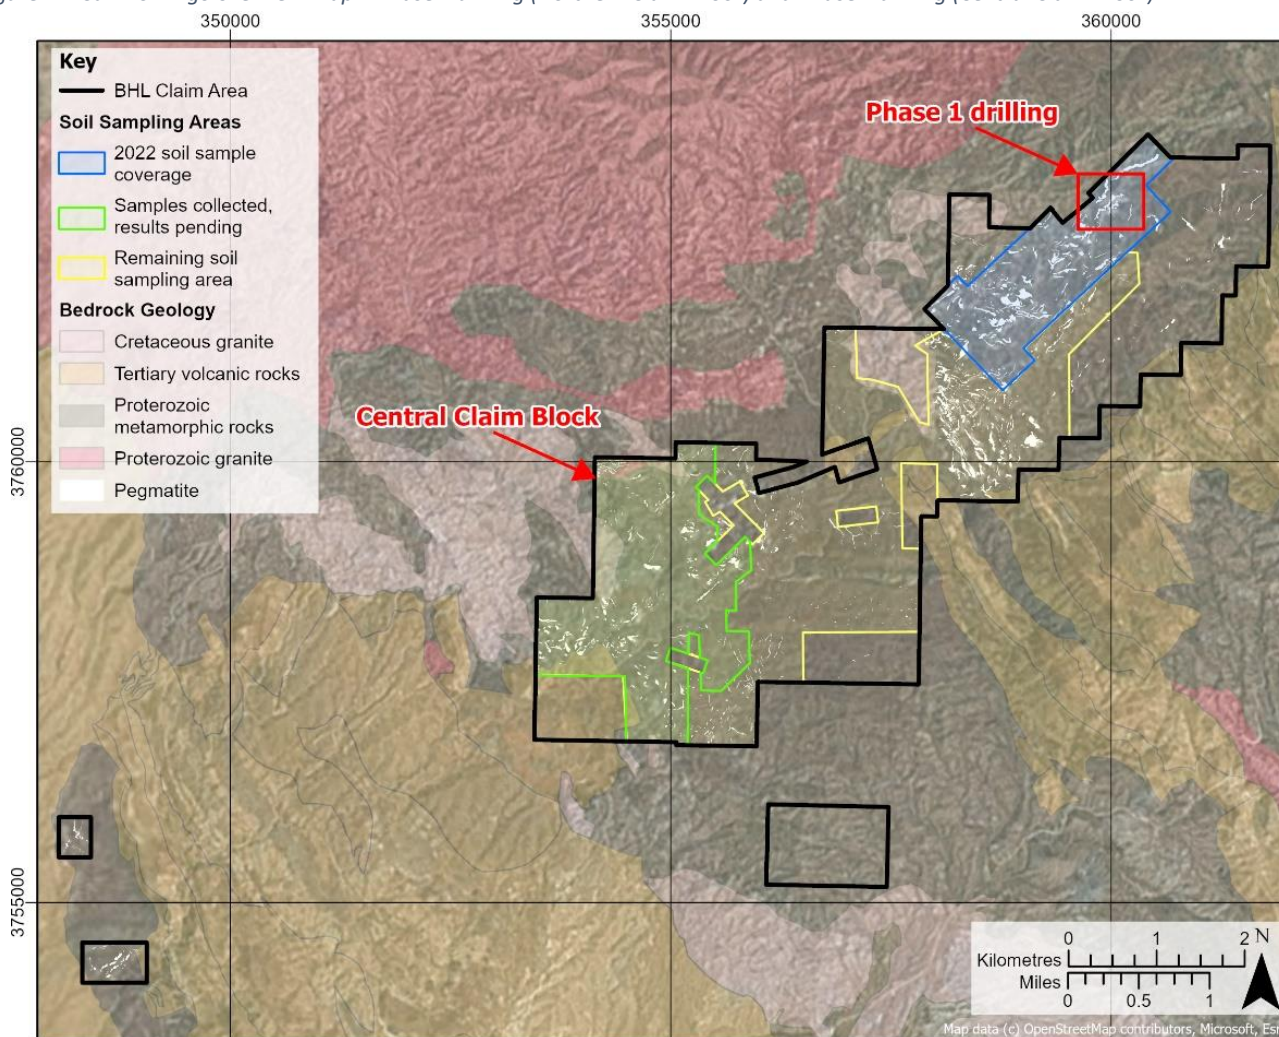 350000
355000
360000
Key
BHL Claim Area
Soil Sampling Areas
2022 soil sample
coverage
Samples collected,
results pending
Remaining soil
sampling area
Bedrock Geology
Cretaceous granite
Tertiary volcanic rocks
Proterozoic
metamorphic rocks
Proterozoic granite
Pegmatite
Phase 1 drilling
Central Claim Block
3760000
3755000
0 1 2 N
Kilometres
Miles
0 0.5 1
Map data (c) OpenStreetMap contributors, Microsoft,